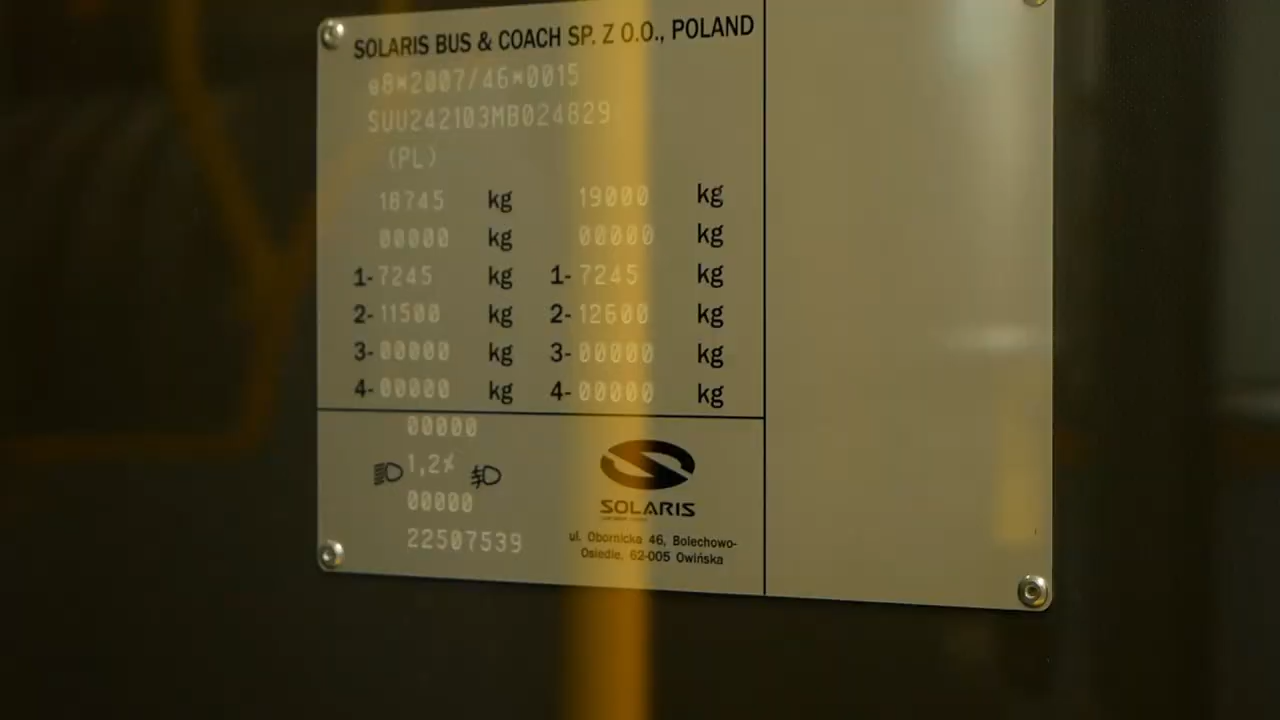 SOLARIS BUS & COACH SP. Z O.O., POLAND
e8*2007/46*0015
SUU242103MB024829
(PL)
18745 kg 19000 kg
00000 kg 00000 kg
1- 7245 kg 1- 7245 kg
2- 11500 kg 2- 12600 kg
3- 00000 kg 3- 00000 kg
4- 00000 kg 4- 00000 kg
00000
1,2%
00000
22507539
SOLARIS
ul. Obornicka 46, Bolechowo-
Osiedle, 62-005 Owińska